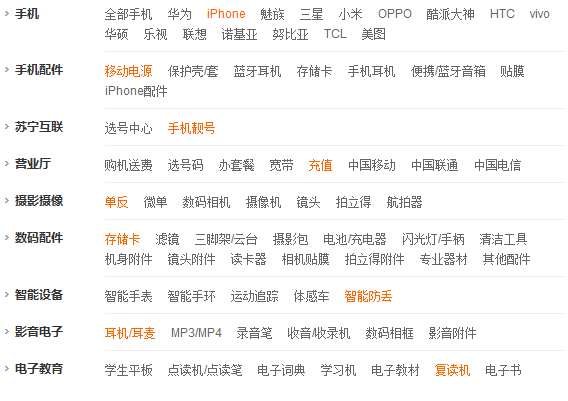 手机 全部手机 华为 iPhone 魅族 三星 小米 OPPO 酷派大神 HTC vivo
华硕 乐视 联想 诺基亚 努比亚 TCL 美图
手机配件 移动电源 保护壳/套 蓝牙耳机 存储卡 手机耳机 便携/蓝牙音箱 贴膜
iPhone配件
苏宁互联 选号中心 手机靓号
营业厅 购机送费 选号码 办套餐 宽带 充值 中国移动 中国联通 中国电信
摄影摄像 单反 微单 数码相机 摄像机 镜头 拍立得 航拍器
数码配件 存储卡 滤镜 三脚架/云台 摄影包 电池/充电器 闪光灯/手柄 清洁工具
机身附件 镜头附件 读卡器 相机贴膜 拍立得附件 专业器材 其他配件
智能设备 智能手表 智能手环 运动追踪 体感车 智能防丢
影音电子 耳机/耳麦 MP3/MP4 录音笔 收音/收录机 数码相框 影音附件
电子教育 学生平板 点读机/点读笔 电子词典 学习机 电子教材 复读机 电子书